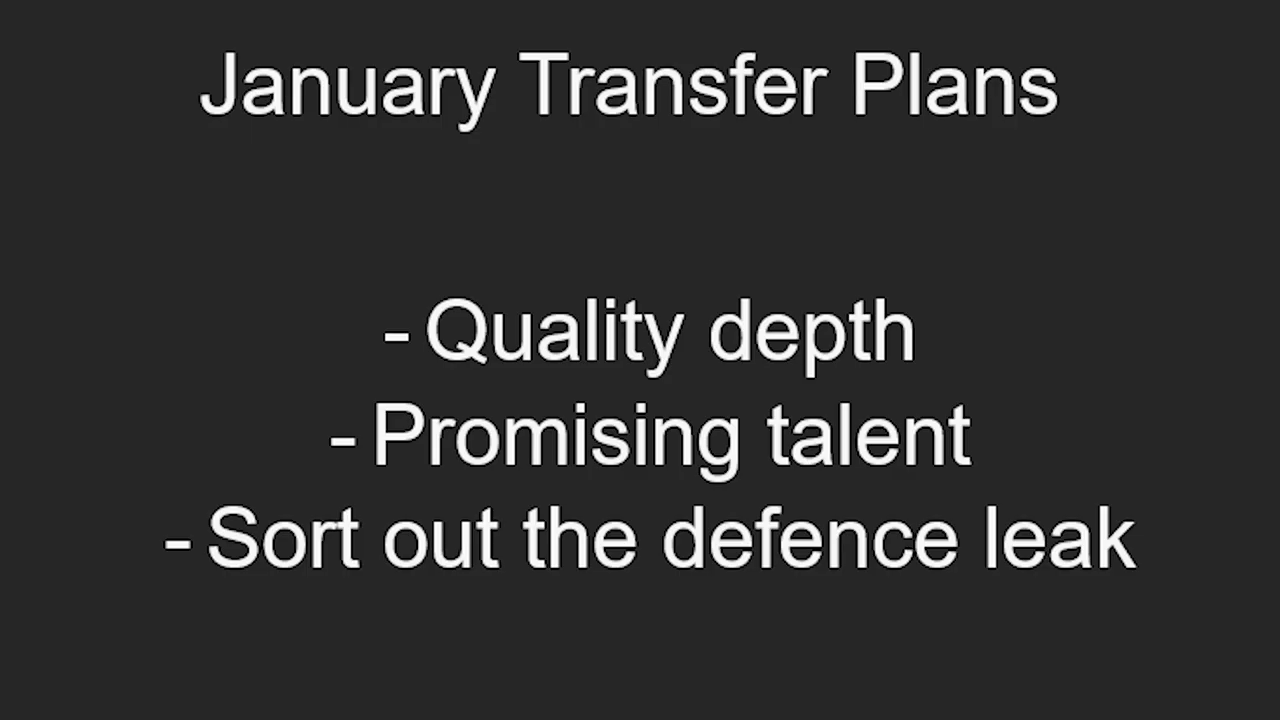 January Transfer Plans
- Quality depth
- Promising talent
- Sort out the defence leak